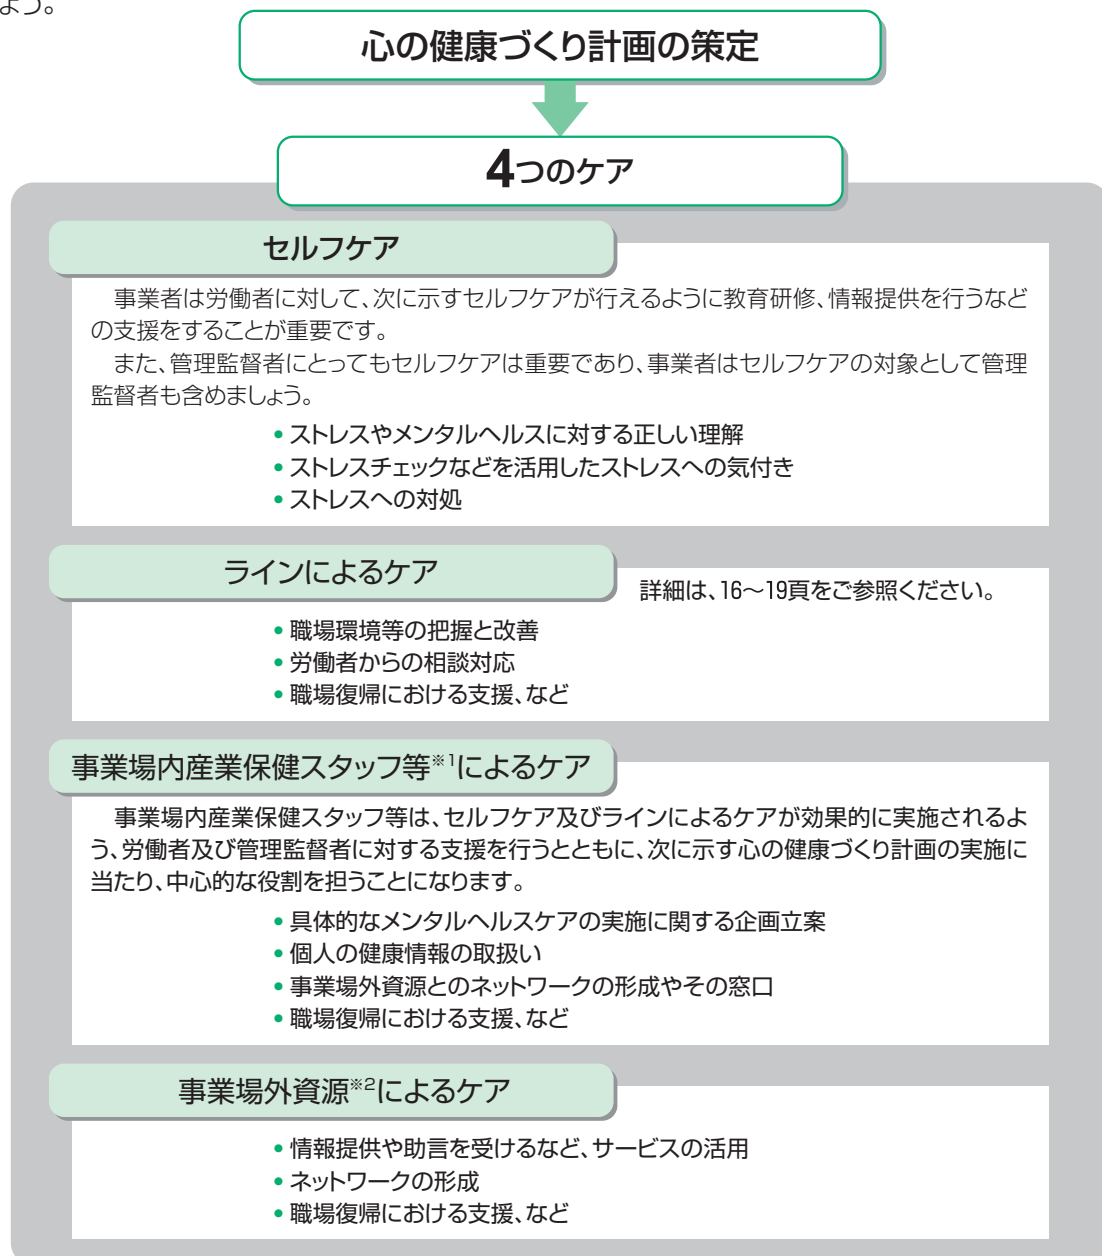 よう。
心の健康づくり計画の策定
4つのケア
セルフケア
事業者は労働者に対して、次に示すセルフケアが行えるように教育研修、情報提供を行うなど
の支援をすることが重要です。
また、管理監督者にとってもセルフケアは重要であり、事業者はセルフケアの対象として管理
監督者も含めましょう。
• ストレスやメンタルヘルスに対する正しい理解
• ストレスチェックなどを活用したストレスへの気付き
• ストレスへの対処
ラインによるケア
詳細は、16〜19頁をご参照ください。
• 職場環境等の把握と改善
• 労働者からの相談対応
• 職場復帰における支援、など
事業場内産業保健スタッフ等※1によるケア
事業場内産業保健スタッフ等は、セルフケア及びラインによるケアが効果的に実施されるよ
う、労働者及び管理監督者に対する支援を行うとともに、次に示す心の健康づくり計画の実施に
当たり、中心的な役割を担うことになります。
• 具体的なメンタルヘルスケアの実施に関する企画立案
• 個人の健康情報の取扱い
• 事業場外資源とのネットワークの形成やその窓口
• 職場復帰における支援、など
事業場外資源※2によるケア
• 情報提供や助言を受けるなど、サービスの活用
• ネットワークの形成
• 職場復帰における支援、など